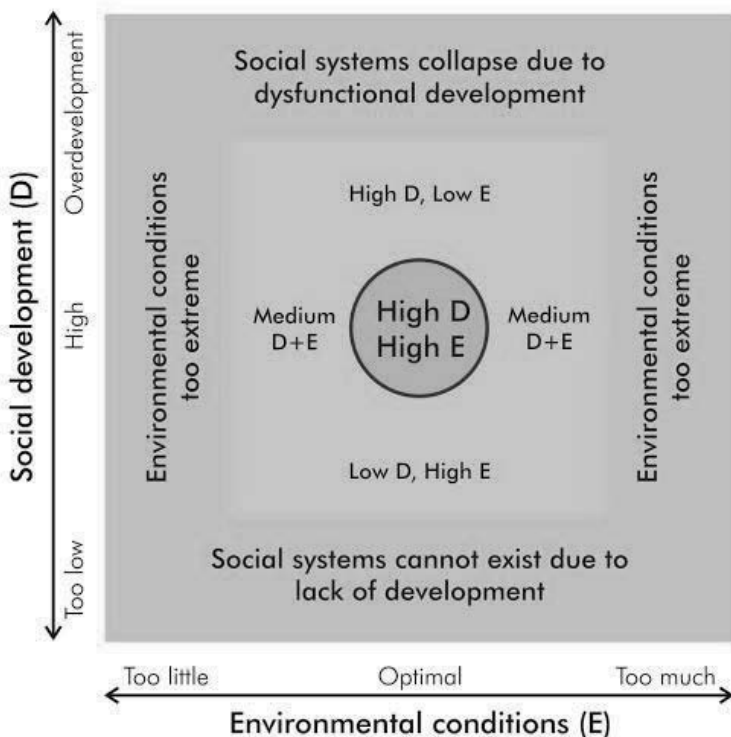 Social development (D)
Overdevelopment
High
Too low
Social systems collapse due to
dysfunctional development
Environmental conditions
too extreme
High D, Low E
Medium
D+E
High D
High E
Medium
D+E
Low D, High E
Environmental conditions
too extreme
Social systems cannot exist due to
lack of development
Too little
Optimal
Too much
Environmental conditions (E)